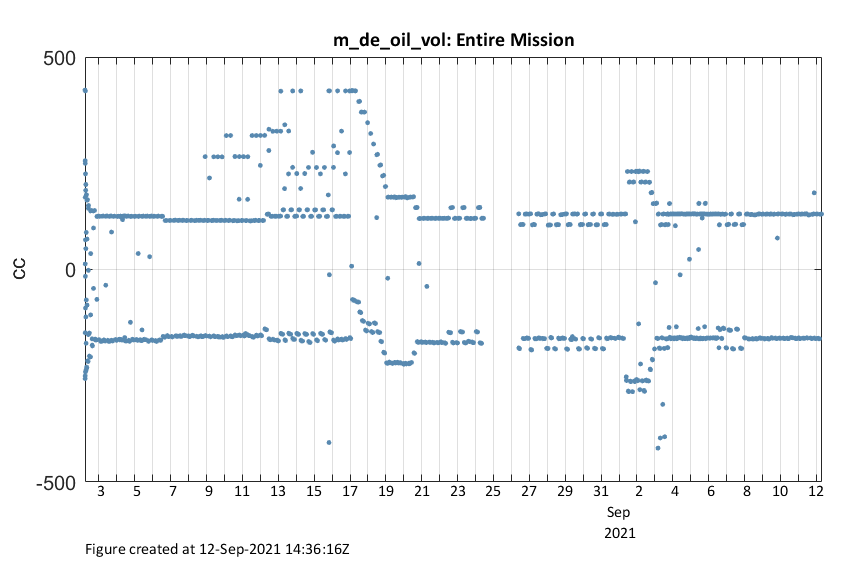 m_de_oil_vol: Entire Mission
500
0
-500
CC
3 5 7 9 11 13 15 17 19 21 23 25 27 29 31 2 4 6 8 10 12
Sep
2021
Figure created at 12-Sep-2021 14:36:16Z